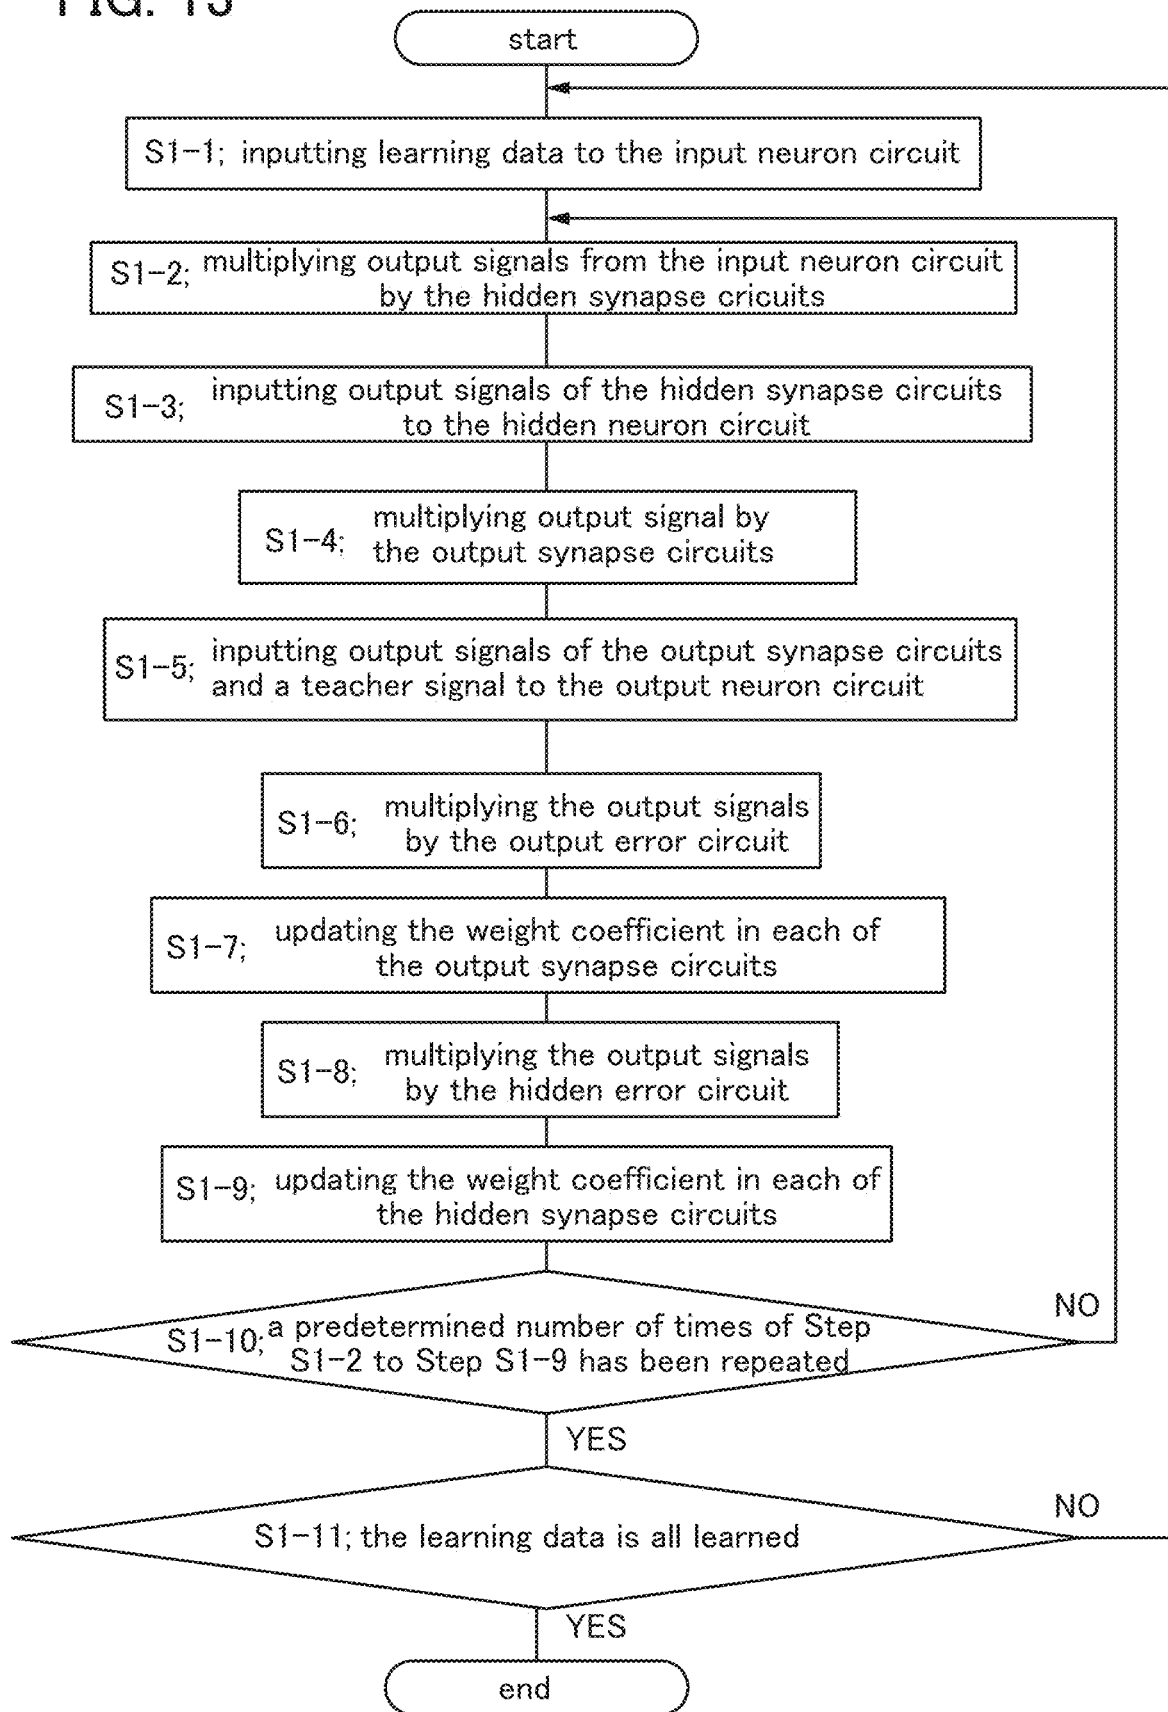 start
S1-1; inputting learning data to the input neuron circuit
S1-2; multiplying output signals from the input neuron circuit
by the hidden synapse cricuits
S1-3; inputting output signals of the hidden synapse circuits
to the hidden neuron circuit
S1-4; multiplying output signal by
the output synapse circuits
S1-5; inputting output signals of the output synapse circuits
and a teacher signal to the output neuron circuit
S1-6; multiplying the output signals
by the output error circuit
S1-7; updating the weight coefficient in each of
the output synapse circuits
S1-8; multiplying the output signals
by the hidden error circuit
S1-9; updating the weight coefficient in each of
the hidden synapse circuits
NO
S1-10; a predetermined number of times of Step
S1-2 to Step S1-9 has been repeated
YES
NO
S1-11; the learning data is all learned
YES
end